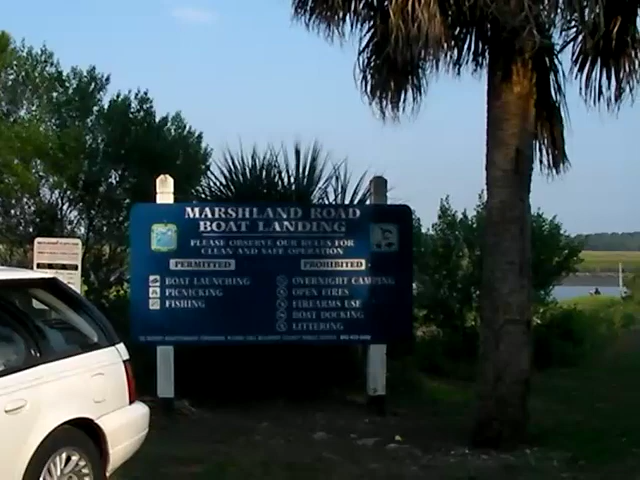 MARSHLAND ROAD
BOAT LANDING
PLEASE OBSERVE OUR RULES FOR
CLEAN AND SAFE OPERATION
PERMITTED
BOAT LAUNCHING
PICNICKING
FISHING
PROHIBITED
OVERNIGHT CAMPING
OPEN FIRES
FIREARMS USE
BOAT DOCKING
LITTERING